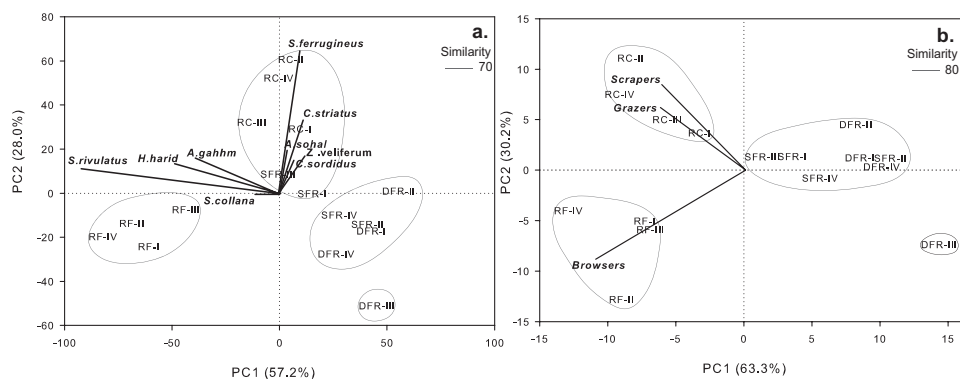 80
60
40
20
0
−20
−40
−60
−100
−50
0
50
100
PC1 (57.2%)
PC2 (28.0%)
a.
Similarity
70
S.ferrugineus
RC-II
RC-IV
C.striatus
RC-III
RC-I
A.sohal
A.gahhm
Z.veliferum
H.harid
S.rivulatus
C.sordidus
S.collana
SFR-I
DFR-II
RF-III
SFR-IV
RF-II
SFR-II
DFR-I
RF-IV
RF-I
DFR-IV
DFR-III
15
10
5
0
−5
−10
−15
−15
−10
−5
0
5
10
15
PC1 (63.3%)
PC2 (30.2%)
b.
Similarity
80
RC-II
Scrapers
RC-IV
Grazers
RC-III
RC-I
DFR-II
SFR-III
SFR-I
DFR-I
SFR-II
DFR-IV
SFR-IV
RF-IV
RF-I
RF-III
DFR-III
Browsers
RF-II